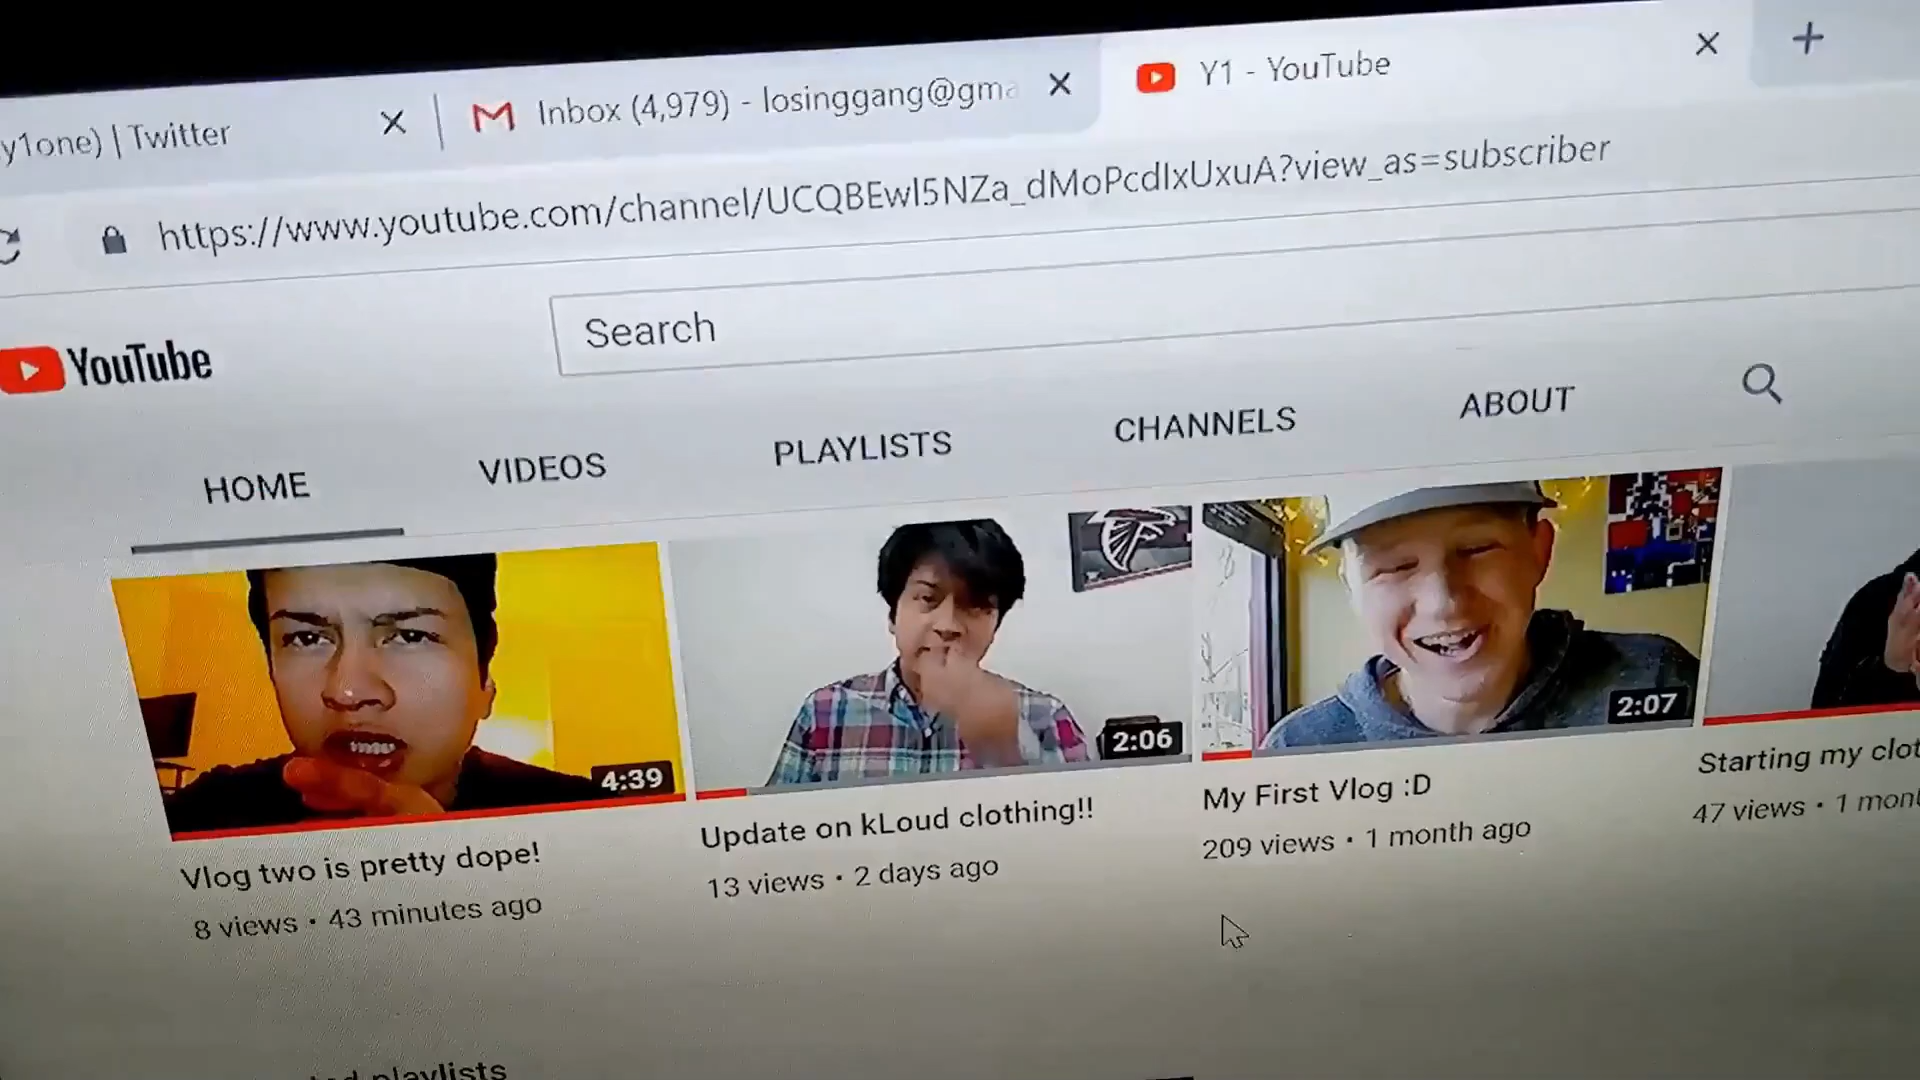 y1one) | Twitter
Inbox (4,979) - losinggang@gma
Y1 - YouTube
https://www.youtube.com/channel/UCQBEwl5NZa_dMoPcdlxUxuA?view_as=subscriber
YouTube
Search
HOME
VIDEOS
PLAYLISTS
CHANNELS
ABOUT
4:39
2:06
2:07
Vlog two is pretty dope!
8 views • 43 minutes ago
Update on kLoud clothing!!
13 views • 2 days ago
My First Vlog :D
209 views • 1 month ago
Starting my clot
47 views • 1 mont
playlists